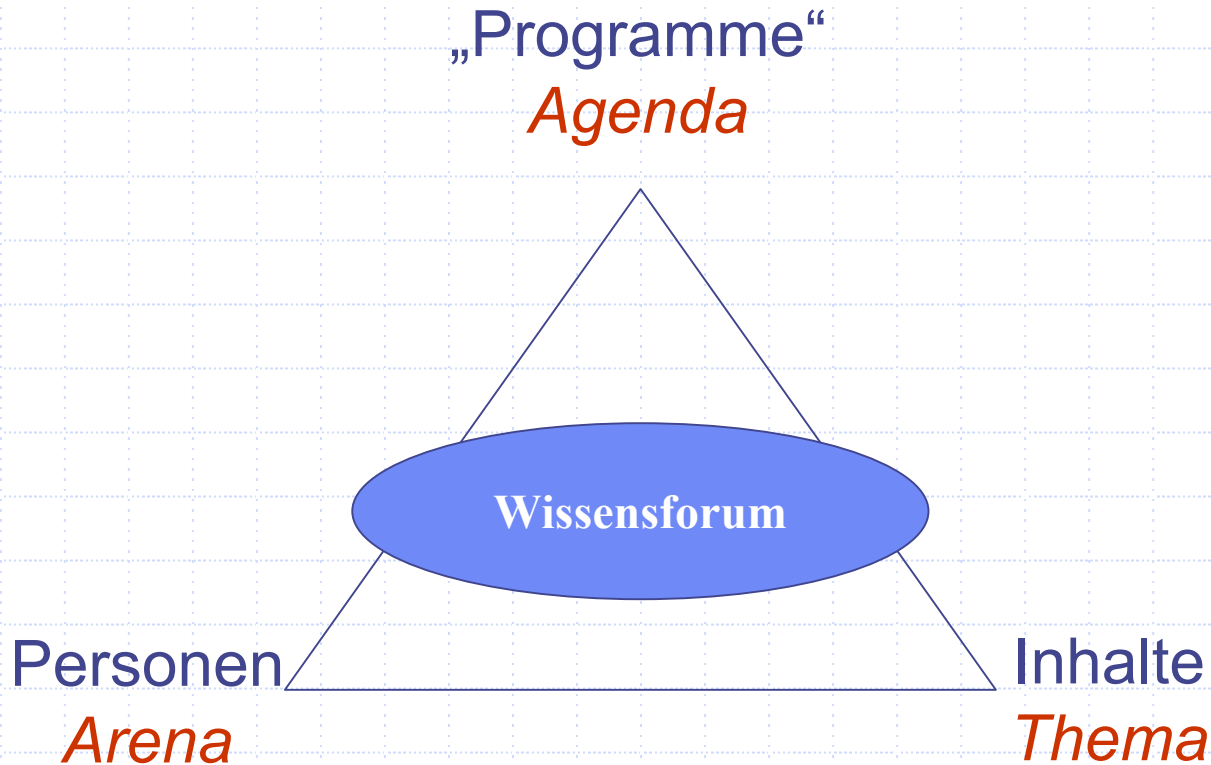 „Programme“
Agenda
Wissensforum
Personen
Arena
Inhalte
Thema